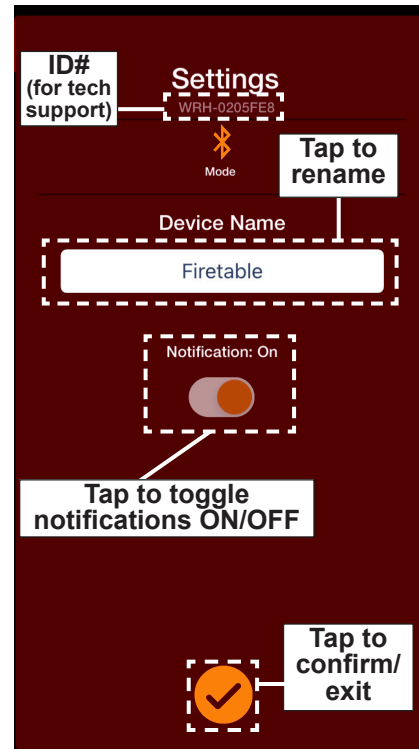 ID#
(for tech
support)
Settings
WRH-0205FE8
Mode
Tap to
rename
Device Name
Firetable
Notification: On
Tap to toggle
notifications ON/OFF
Tap to
confirm/
exit